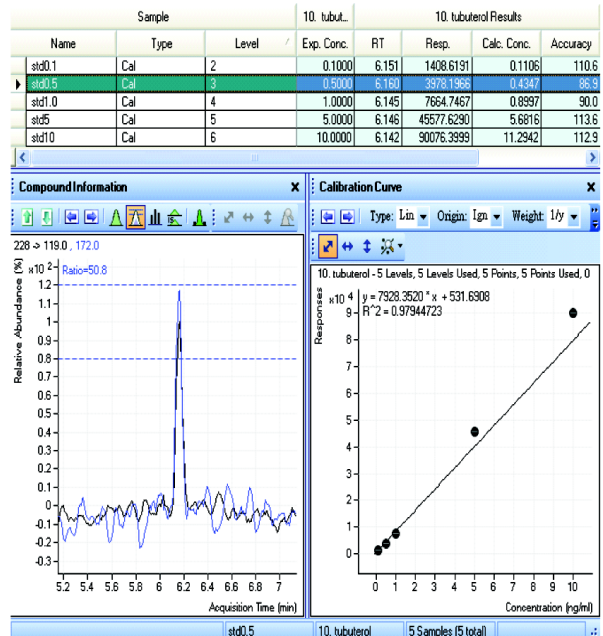 Sample 10. tubut... 10. tubuterol Results
Name Type Level Exp. Conc. RT Resp. Calc. Conc. Accuracy
std0.1 Cal 2 0.1000 6.151 1408.6191 0.1106 110.6
std0.5 Cal 3 0.5000 6.160 3978.1966 0.4347 86.9
std1.0 Cal 4 1.0000 6.145 7664.7467 0.8997 90.0
std5 Cal 5 5.0000 6.146 45577.6290 5.6816 113.6
std10 Cal 6 10.0000 6.142 90076.3999 11.2942 112.9
Compound Information
228 -> 119.0 , 172.0
x10 2 Ratio=50.8
Relative Abundance (%)
1.2
1.1
1
0.9
0.8
0.7
0.6
0.5
0.4
0.3
0.2
0.1
0
-0.1
-0.2
-0.3
5.2 5.4 5.6 5.8 6 6.2 6.4 6.6 6.8 7
Acquisition Time (min)
Calibration Curve
Type: Lin Origin: Ign Weight: 1/y
10. tubuterol - 5 Levels, 5 Levels Used, 5 Points, 5 Points Used, 0
x10 4 y = 7928.3520 * x + 531.6908
R^2 = 0.97944723
Responses
9
8
7
6
5
4
3
2
1
0
0 1 2 3 4 5 6 7 8 9 10
Concentration (ng/ml)
std0.5 10. tubuterol 5 Samples (5 total)